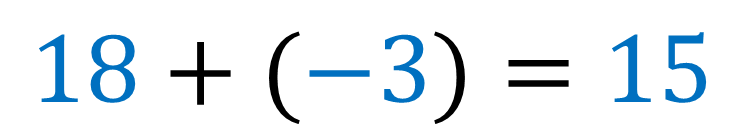 18 + (−3) = 15